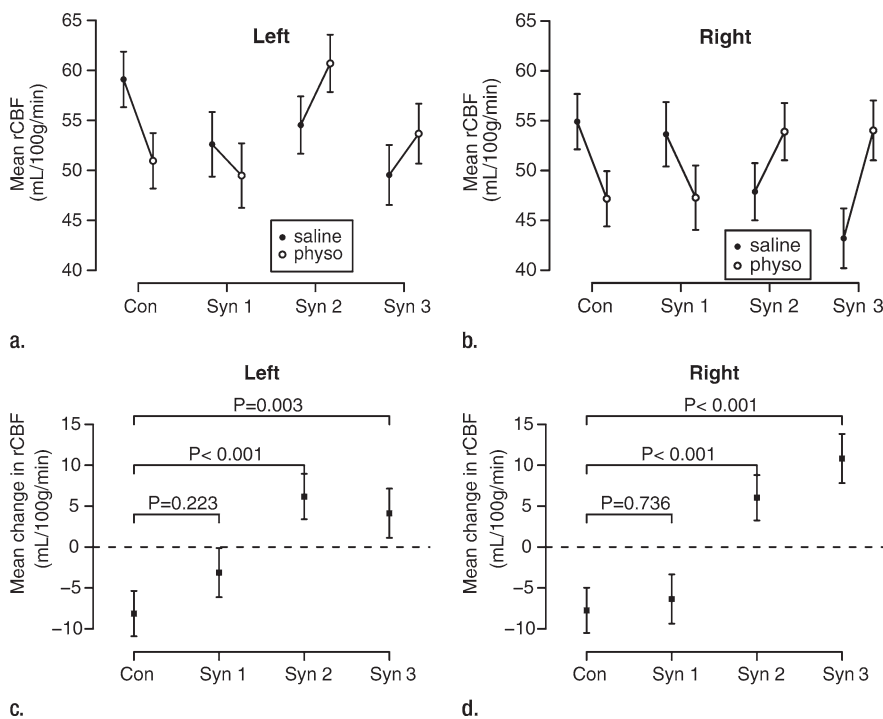 Left
Mean rCBF
(mL/100g/min)
65
60
55
50
45
40
saline
physo
Con Syn 1 Syn 2 Syn 3
a.
Right
Mean rCBF
(mL/100g/min)
65
60
55
50
45
40
saline
physo
Con Syn 1 Syn 2 Syn 3
b.
Left
Mean change in rCBF
(mL/100g/min)
15
10
5
0
−5
−10
P=0.003
P< 0.001
P=0.223
Con Syn 1 Syn 2 Syn 3
c.
Right
Mean change in rCBF
(mL/100g/min)
15
10
5
0
−5
−10
P< 0.001
P< 0.001
P=0.736
Con Syn 1 Syn 2 Syn 3
d.